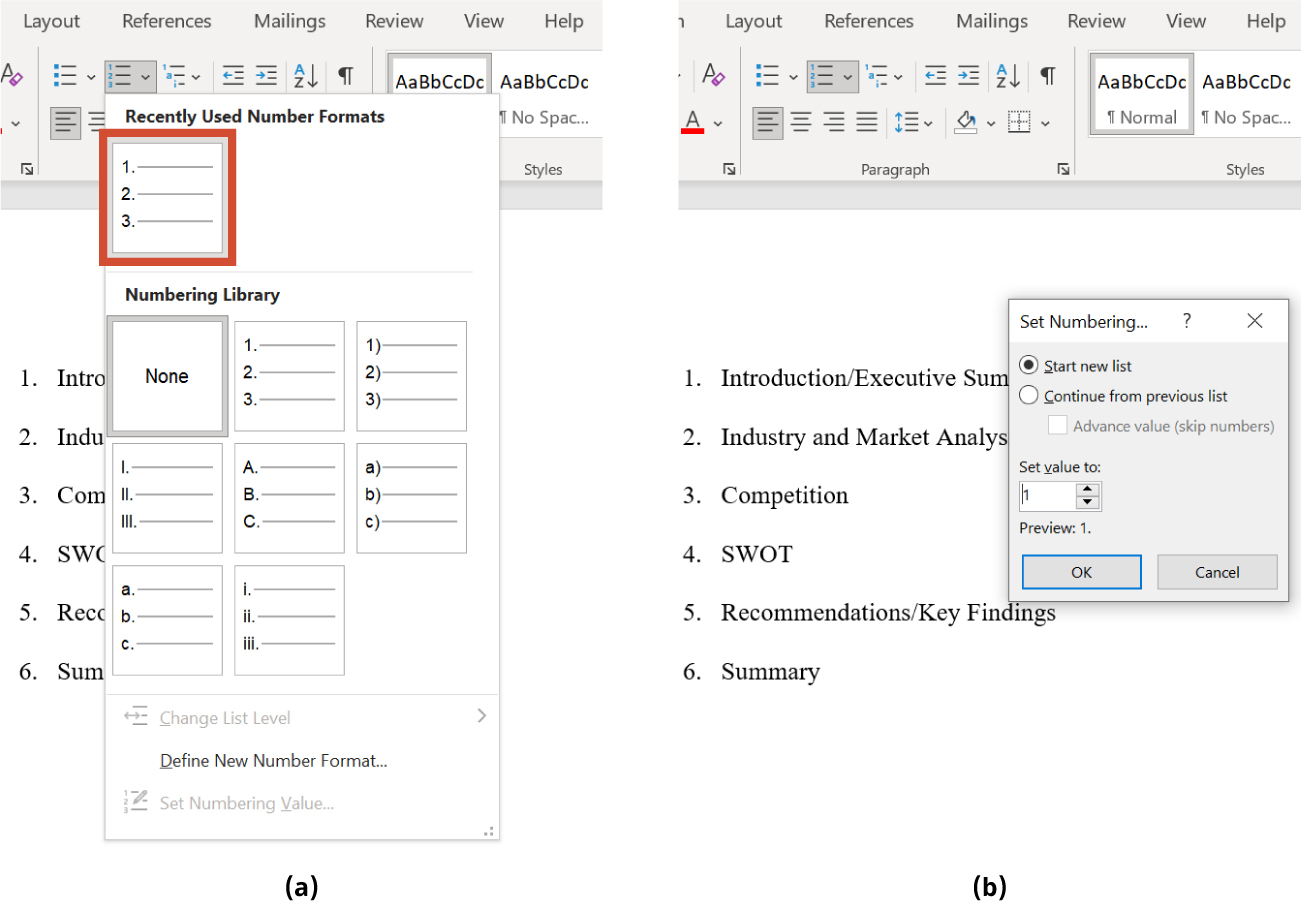 Layout References Mailings Review View Help
AaBbCcDc AaBbCcDc
¶ No Spac...
Styles
Recently Used Number Formats
1.
2.
3.
Numbering Library
None
1.
2.
3.
1)
2)
3)
I.
II.
III.
A.
B.
C.
a)
b)
c)
a.
b.
c.
i.
ii.
iii.
Change List Level
Define New Number Format...
Set Numbering Value...
1. Intro
2. Indu
3. Com
4. SWO
5. Reco
6. Sum
(a)
Layout References Mailings Review View Help
AaBbCcDc AaBbCcDc
¶ Normal ¶ No Spac...
Paragraph Styles
1. Introduction/Executive Sum
2. Industry and Market Analys
3. Competition
4. SWOT
5. Recommendations/Key Findings
6. Summary
Set Numbering... ?
Start new list
Continue from previous list
Advance value (skip numbers)
Set value to:
1
Preview: 1.
OK Cancel
(b)